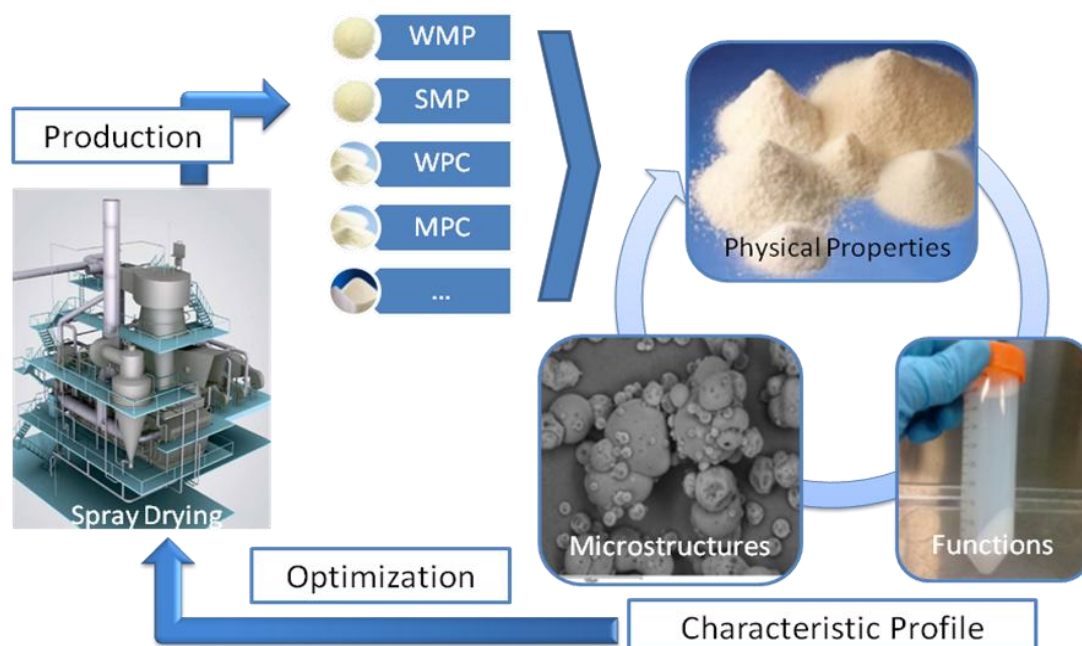 Production
WMP
SMP
WPC
MPC
...
Physical Properties
Spray Drying
Microstructures
Functions
Optimization
Characteristic Profile